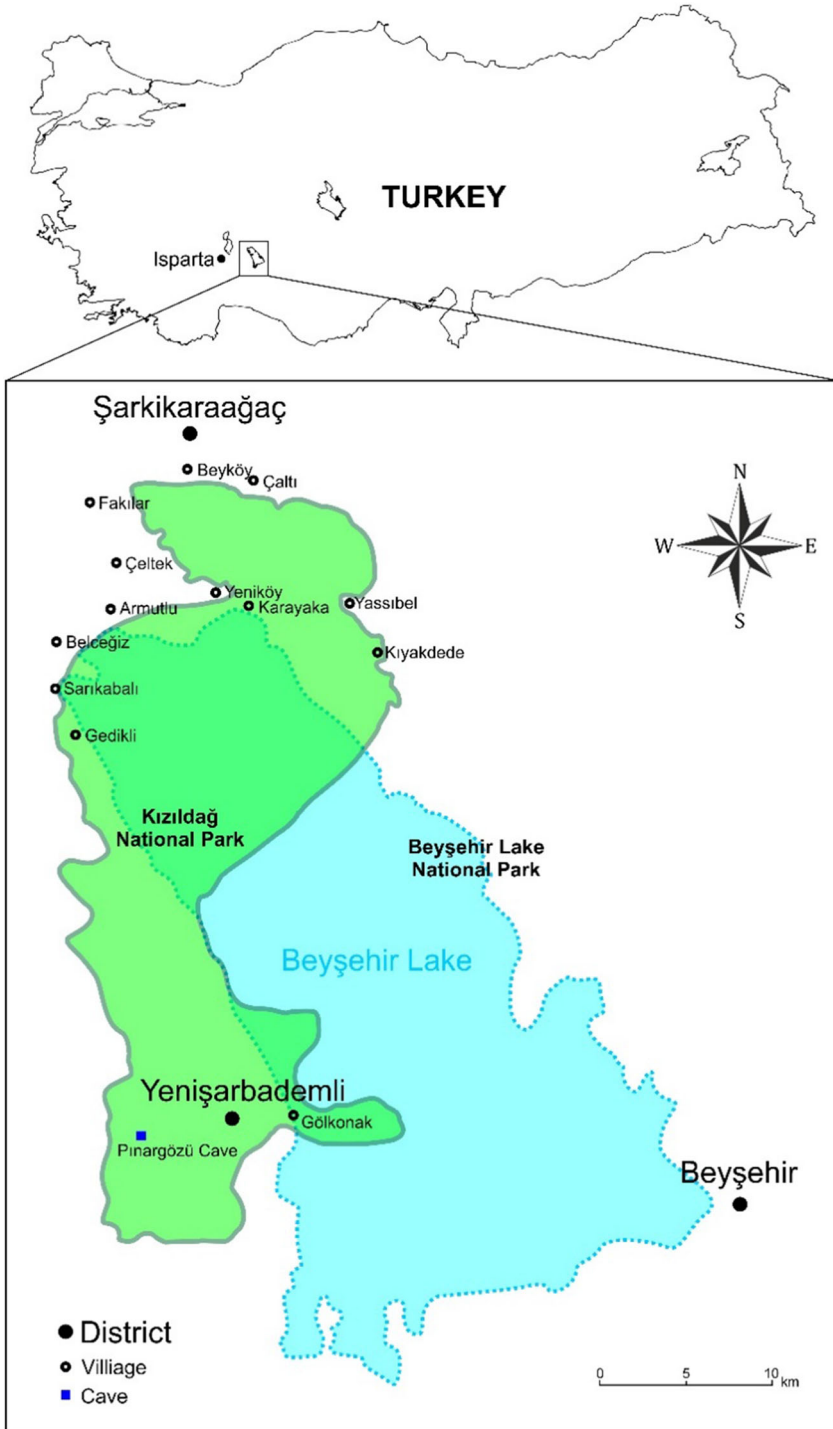 TURKEY
Isparta
Şarkikaraağaç
Beyköy
Çaltı
Fakılar
N
W
E
S
Çeltek
Yeniköy
Karayaka
Yassıbel
Armutlu
Belceğiz
Kıyakdede
Sarıkabalı
Gedikli
Kızıldağ
National Park
Beyşehir Lake
National Park
Beyşehir Lake
Yenişarbademli
Gölkonak
Pınargözü Cave
Beyşehir
District
Villiage
Cave
0 5 10
km